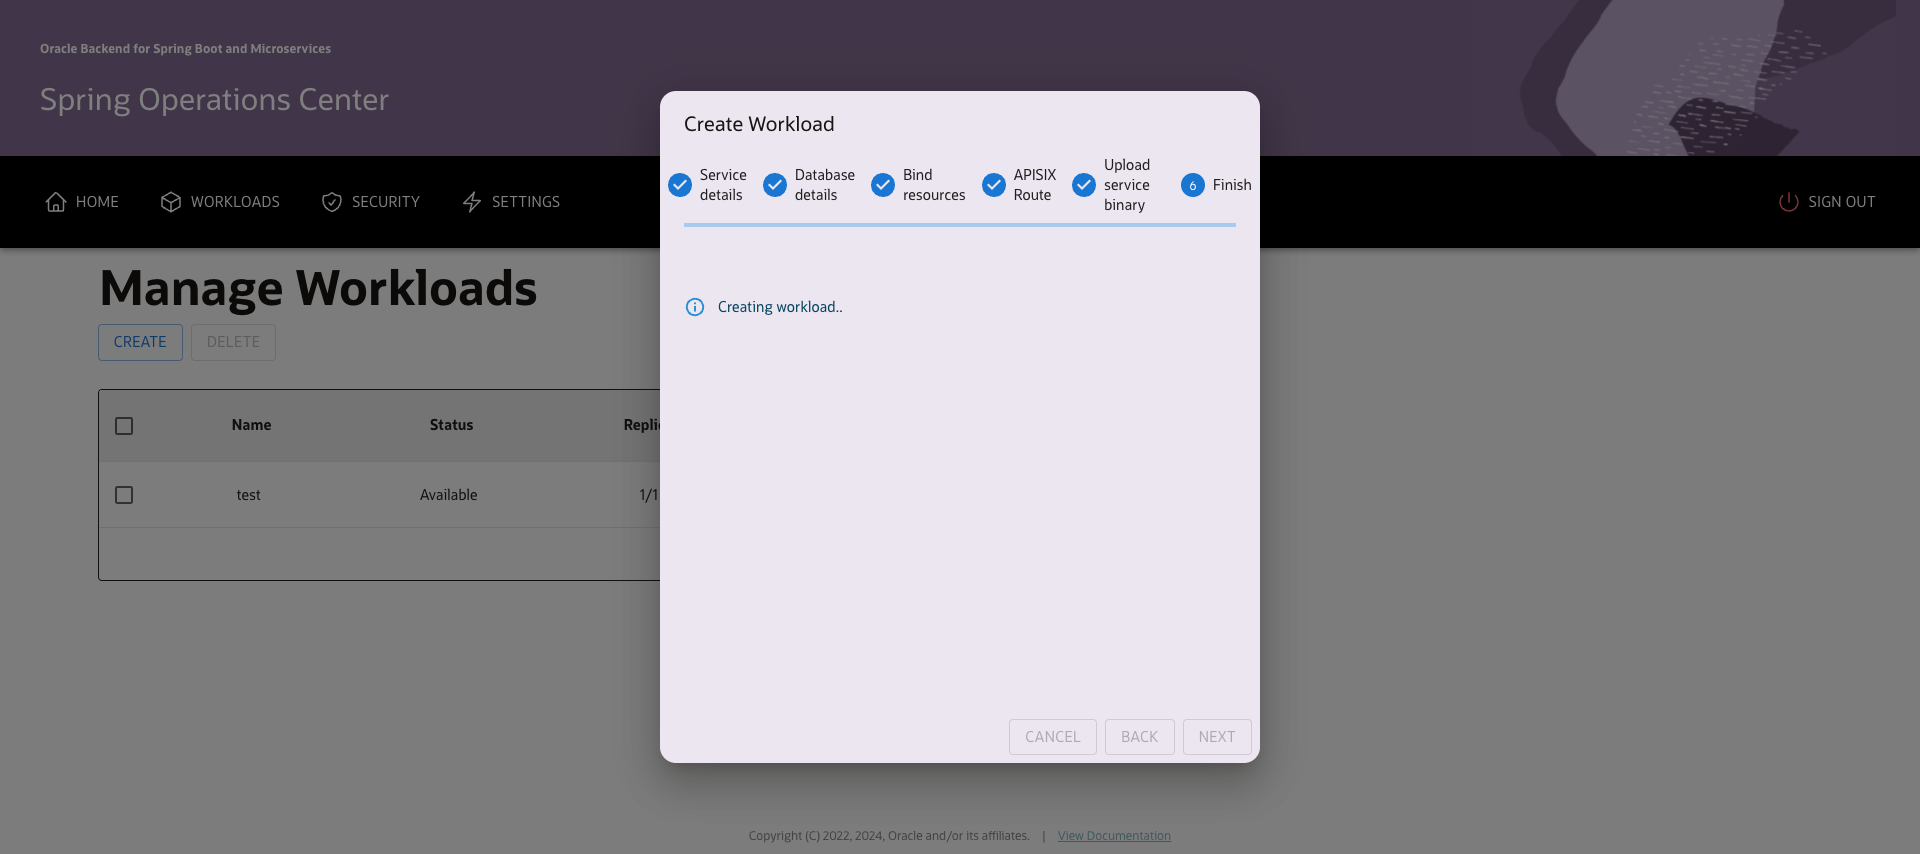 Oracle Backend for Spring Boot and Microservices
Spring Operations Center
HOME WORKLOADS SECURITY SETTINGS SIGN OUT
Manage Workloads
CREATE DELETE
Name Status
test Available 1/1
Create Workload
Service
details
Database
details
Bind
resources
APISIX
Route
Upload
service
binary
6 Finish
Creating workload..
CANCEL BACK NEXT
Copyright (C) 2022, 2024, Oracle and/or its affiliates. | View Documentation